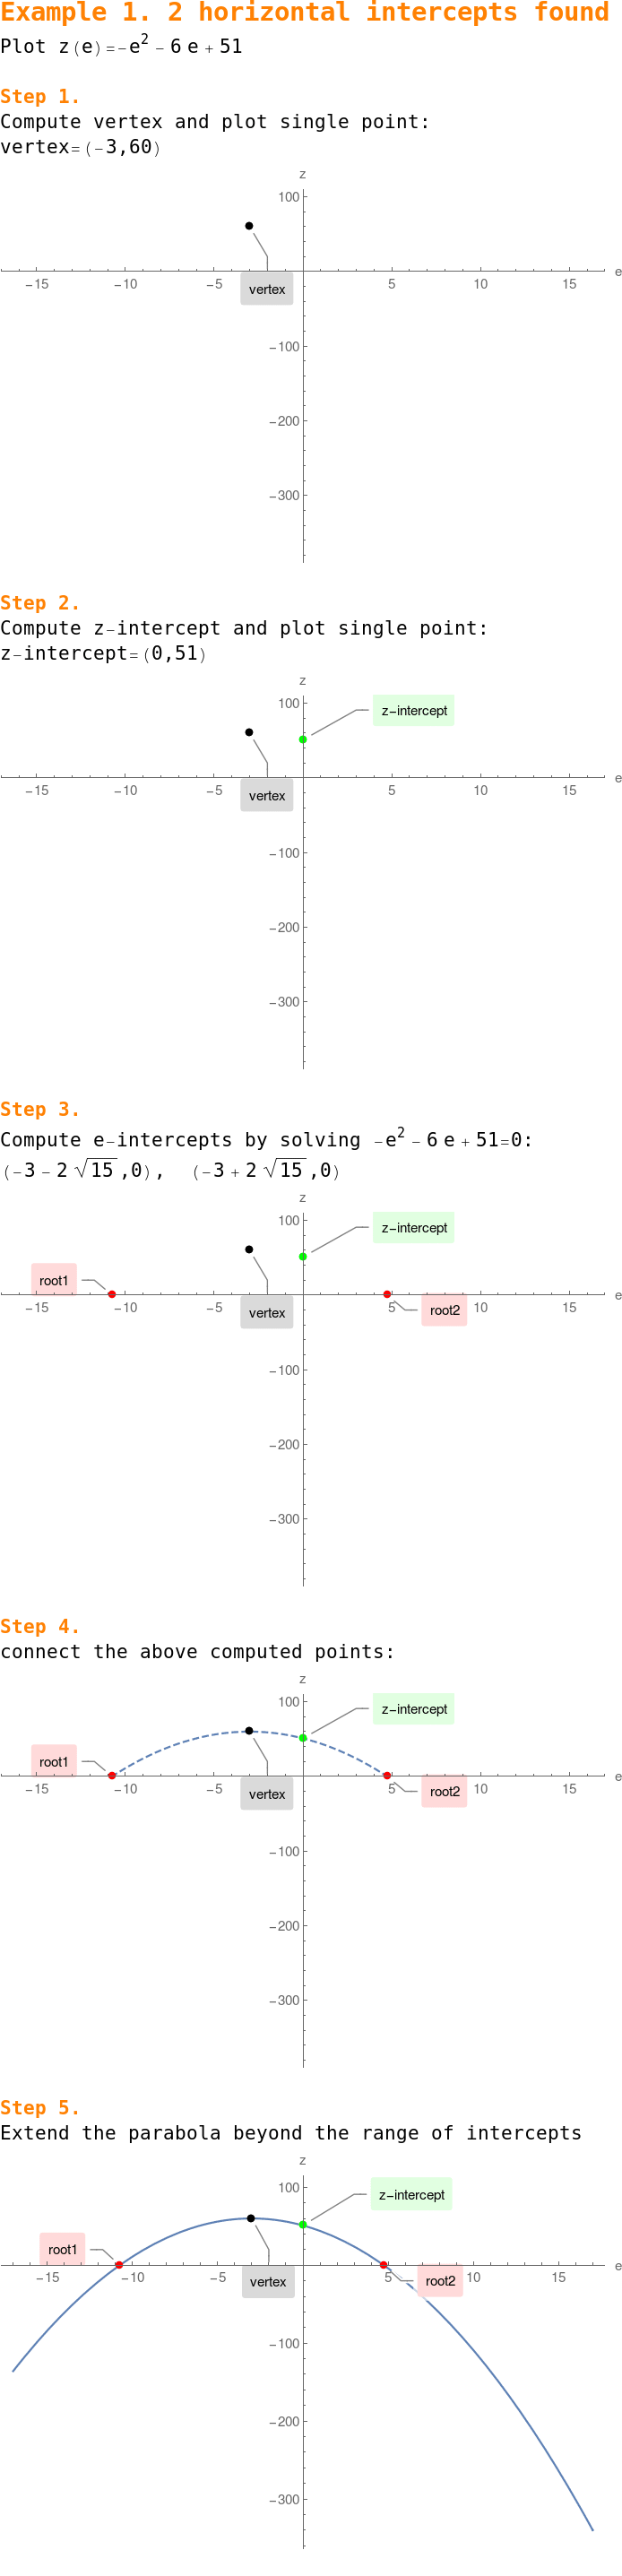 Example 1. 2 horizontal intercepts found
Plot z(e)=-e² - 6 e + 51
Step 1.
Compute vertex and plot single point:
vertex=(-3,60)
z
100
vertex
−15 −10 −5 5 10 15 e
−100
−200
−300
Step 2.
Compute z-intercept and plot single point:
z-intercept=(0,51)
z
100
z−intercept
vertex
−15 −10 −5 5 10 15 e
−100
−200
−300
Step 3.
Compute e-intercepts by solving -e² - 6 e + 51=0:
(-3 - 2 √15,0), (-3 + 2 √15,0)
z
100
z−intercept
root1
−15 −10 −5 vertex 5 root2 10 15 e
−100
−200
−300
Step 4.
connect the above computed points:
z
100
z−intercept
root1
−15 −10 −5 vertex 5 root2 10 15 e
−100
−200
−300
Step 5.
Extend the parabola beyond the range of intercepts
z
100
z−intercept
root1
−15 −10 −5 vertex 5 root2 10 15 e
−100
−200
−300